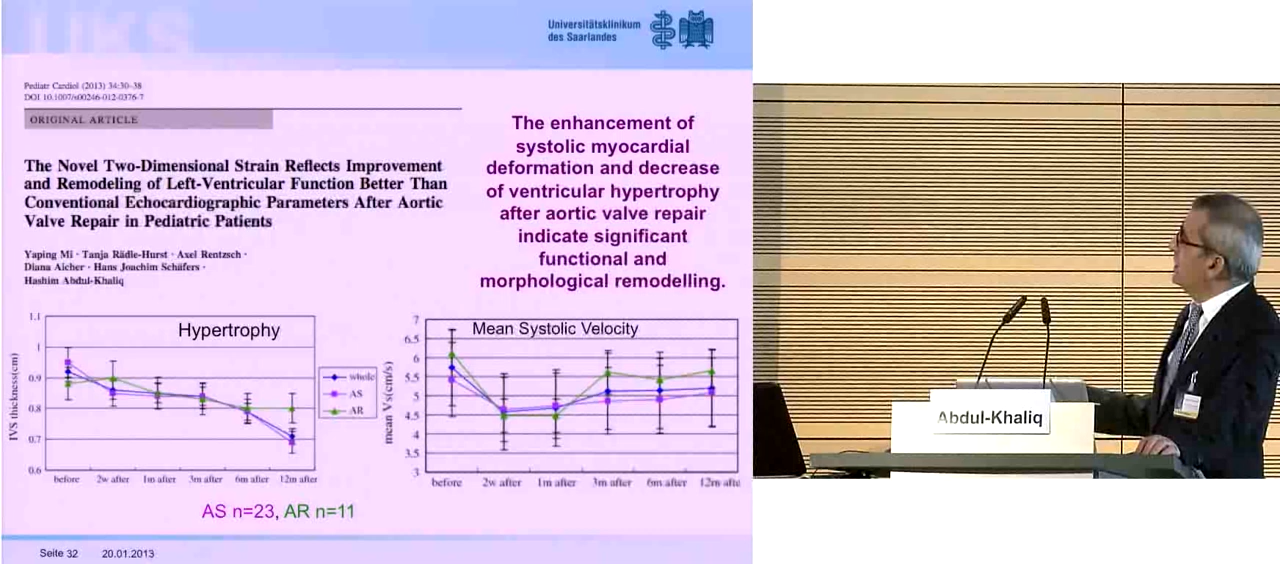 UKS
Universitätsklinikum
des Saarlandes
Pediatr Cardiol (2013) 34:30–38
DOI 10.1007/s00246-012-0376-7
ORIGINAL ARTICLE
The Novel Two-Dimensional Strain Reflects Improvement
and Remodeling of Left-Ventricular Function Better Than
Conventional Echocardiographic Parameters After Aortic
Valve Repair in Pediatric Patients
Yaping Mi · Tanja Rädle-Hurst · Axel Rentzsch ·
Diana Aicher · Hans Joachim Schäfers ·
Hashim Abdul-Khaliq
The enhancement of
systolic myocardial
deformation and decrease
of ventricular hypertrophy
after aortic valve repair
indicate significant
functional and
morphological remodelling.
Hypertrophy
IVS thickness(cm)
1.1
1
0.9
0.8
0.7
0.6
before 2w after 1m after 3m after 6m after 12m after
whole
AS
AR
Mean Systolic Velocity
mean Vs(cm/s)
7
6.5
6
5.5
5
4.5
4
3.5
3
before 2w after 1m after 3m after 6m after 12m afte
AS n=23, AR n=11
Seite 32 20.01.2013
Abdul-Khaliq